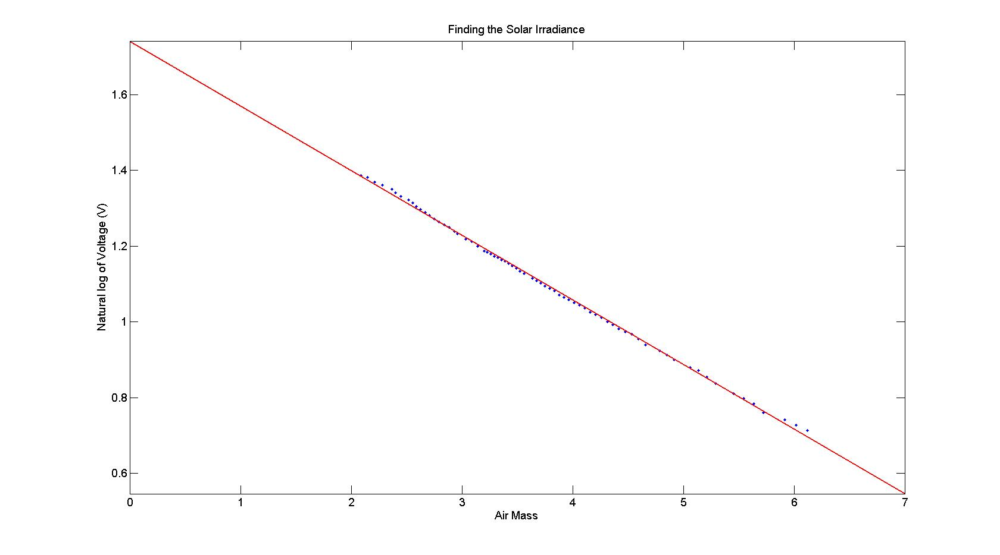 Finding the Solar Irradiance
1.6
1.4
1.2
1
0.8
0.6
Natural log of Voltage (V)
0 1 2 3 4 5 6 7
Air Mass